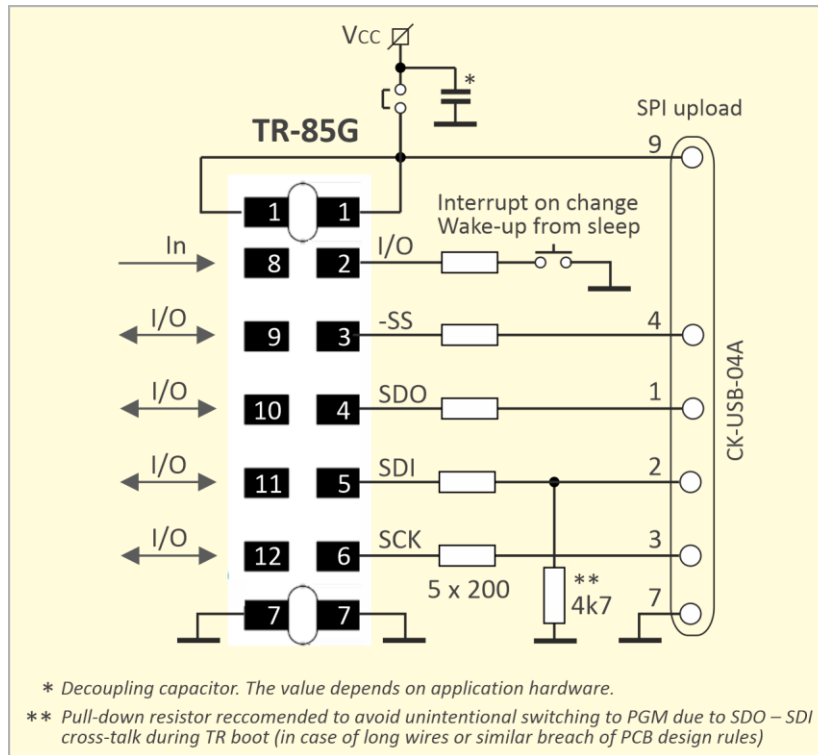 Vcc
*
TR-85G
SPI upload
9
1 1
Interrupt on change
Wake-up from sleep
In
8 2
I/O
I/O
9 3
-SS
4
I/O
10 4
SDO
1
I/O
11 5
SDI
2
I/O
12 6
SCK
3
5 x 200
**
4k7
7 7
7
CK-USB-04A
* Decoupling capacitor. The value depends on application hardware.
** Pull-down resistor reccomended to avoid unintentional switching to PGM due to SDO – SDI
cross-talk during TR boot (in case of long wires or similar breach of PCB design rules)